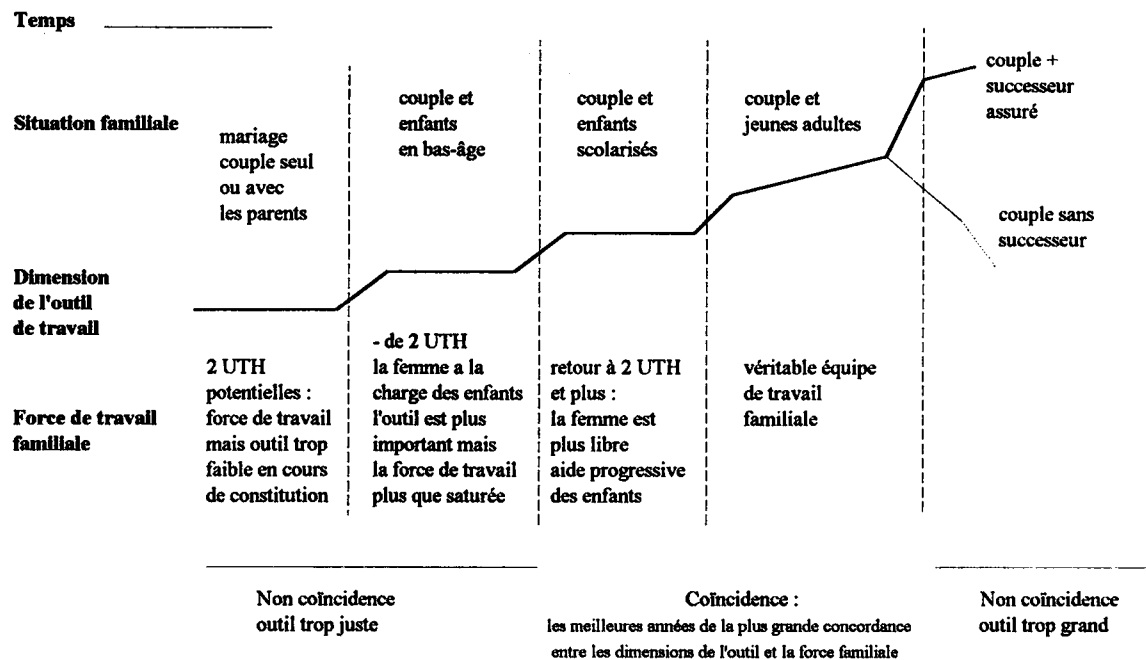 Temps
Situation familiale
mariage
couple seul
ou avec
les parents
couple et
enfants
en bas-âge
couple et
enfants
scolarisés
couple et
jeunes adultes
couple +
successeur
assuré
couple sans
successeur
Dimension
de l'outil
de travail
Force de travail
familiale
2 UTH
potentielles :
force de travail
mais outil trop
faible en cours
de constitution
- de 2 UTH
la femme a la
charge des enfants
l'outil est plus
important mais
la force de travail
plus que saturée
retour à 2 UTH
et plus :
la femme est
plus libre
aide progressive
des enfants
véritable équipe
de travail
familiale
Non coïncidence
outil trop juste
Coïncidence :
les meilleures années de la plus grande concordance
entre les dimensions de l'outil et la force familiale
Non coïncidence
outil trop grand